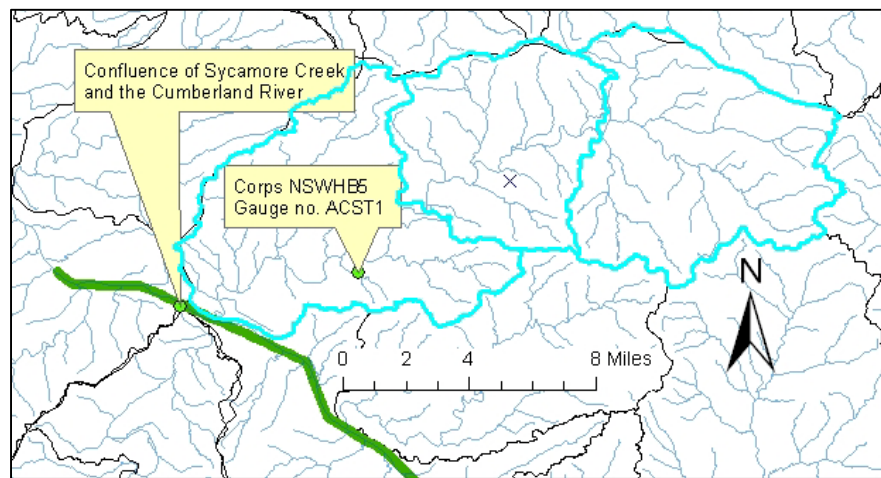 Confluence of Sycamore Creek
and the Cumberland River
Corps NSWHB5
Gauge no. ACST1
N
0 2 4 8 Miles